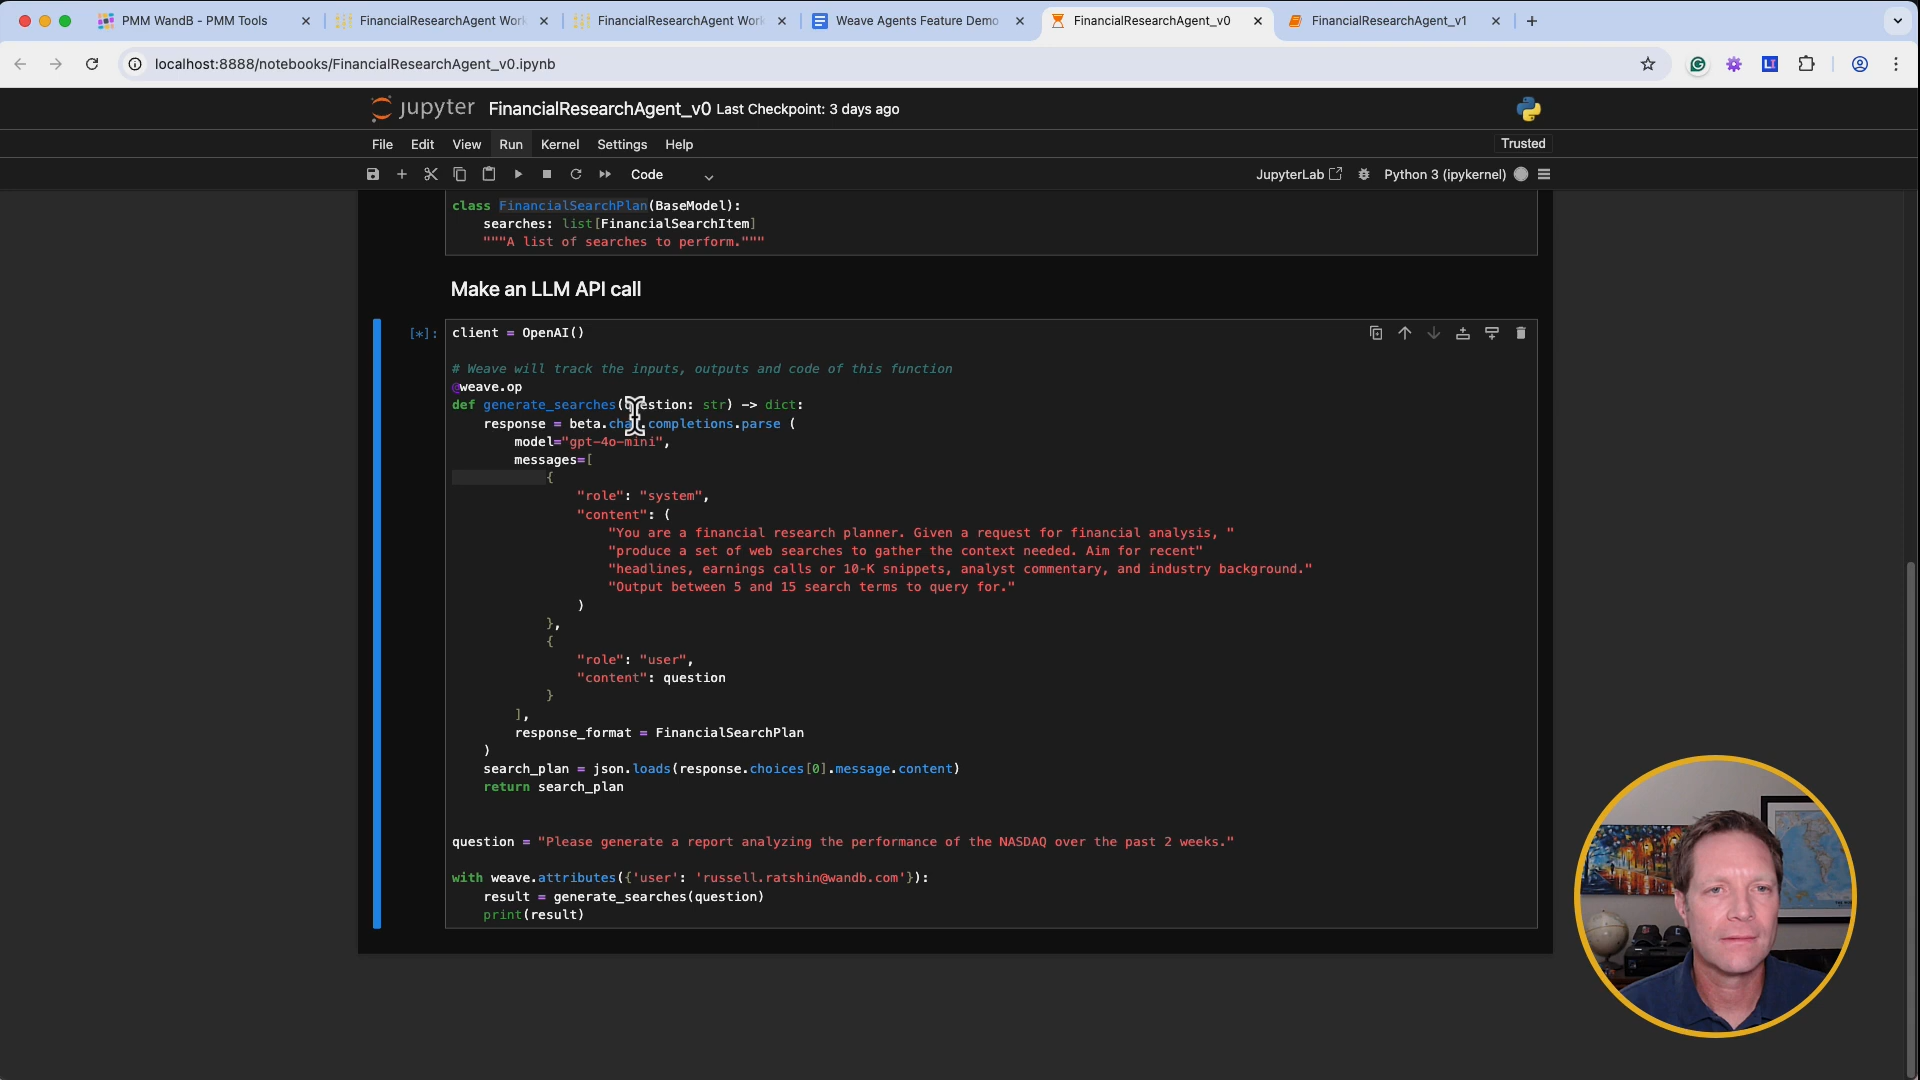 PMM WandB - PMM Tools
FinancialResearchAgent Work
FinancialResearchAgent Work
Weave Agents Feature Demo
FinancialResearchAgent_v0
FinancialResearchAgent_v1
localhost:8888/notebooks/FinancialResearchAgent_v0.ipynb
LI
jupyter FinancialResearchAgent_v0 Last Checkpoint: 3 days ago
File Edit View Run Kernel Settings Help
Trusted
Code
JupyterLab
Python 3 (ipykernel)
class FinancialSearchPlan(BaseModel):
searches: list[FinancialSearchItem]
"""A list of searches to perform."""
Make an LLM API call
[*]:
client = OpenAI()
# Weave will track the inputs, outputs and code of this function
@weave.op
def generate_searches(question: str) -> dict:
response = beta.chat.completions.parse (
model="gpt-4o-mini",
messages=[
{
"role": "system",
"content": (
"You are a financial research planner. Given a request for financial analysis, "
"produce a set of web searches to gather the context needed. Aim for recent"
"headlines, earnings calls or 10-K snippets, analyst commentary, and industry background."
"Output between 5 and 15 search terms to query for."
)
},
{
"role": "user",
"content": question
}
],
response_format = FinancialSearchPlan
)
search_plan = json.loads(response.choices[0].message.content)
return search_plan
question = "Please generate a report analyzing the performance of the NASDAQ over the past 2 weeks."
with weave.attributes({'user': 'russell.ratshin@wandb.com'}):
result = generate_searches(question)
print(result)